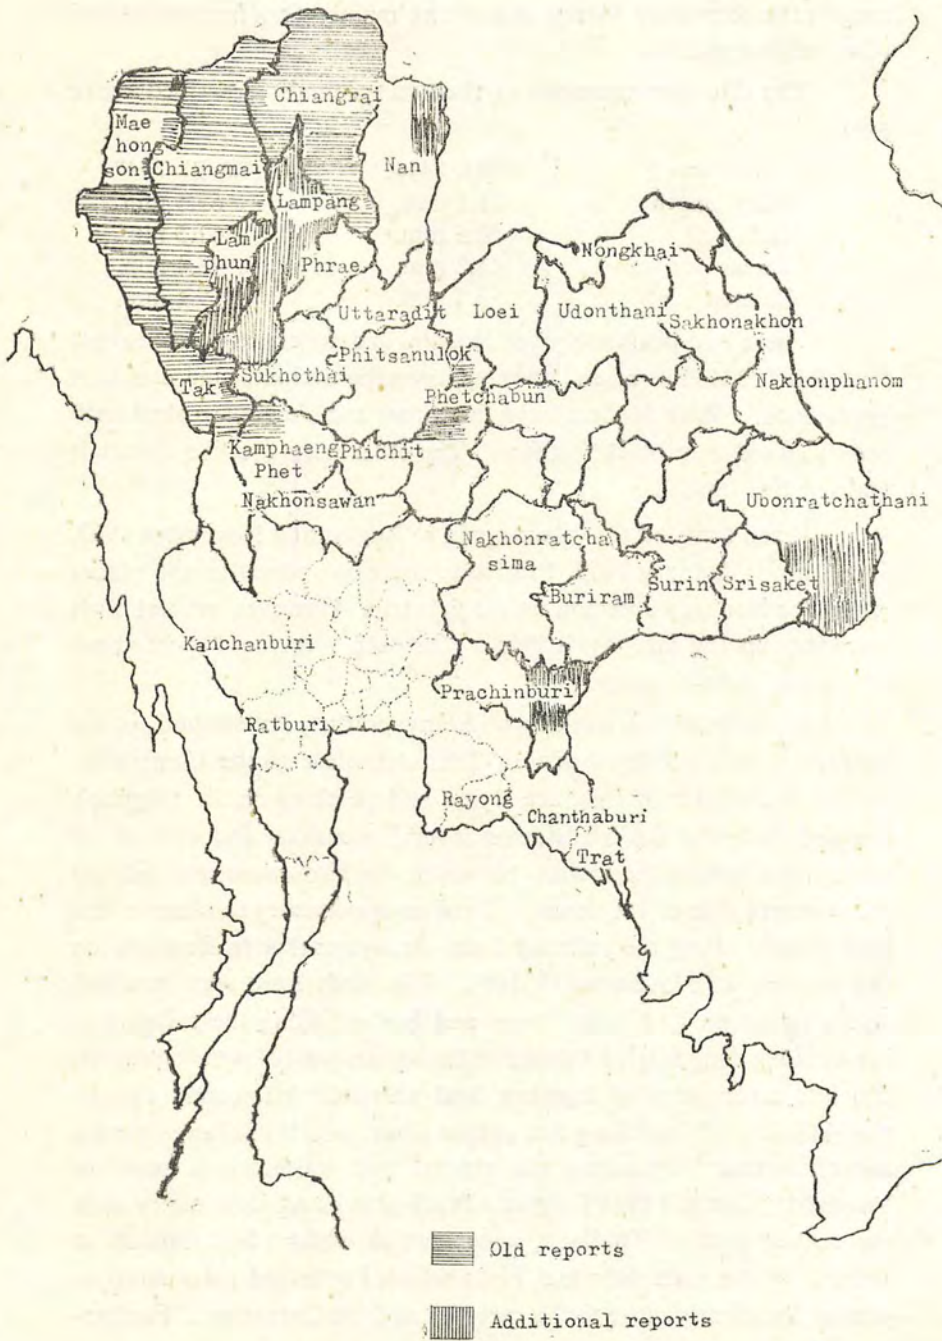 Chiangrai
Mae
hong
son
Chiangmai
Nan
Lampang
Lam
phun
Phrae
Nongkhai
Uttaradit
Loei
Udonthani
Sakhonakhon
Phitsanulok
Sukhothai
Tak
Phetchabun
Nakhonphanom
Kamphaeng
Phet
Phichit
Nakhonsawan
Ubonratchathani
Nakhonratcha
sima
Buriram
Surin
Srisaket
Kanchanburi
Prachinburi
Ratburi
Rayong
Chanthaburi
Trat
Old reports
Additional reports